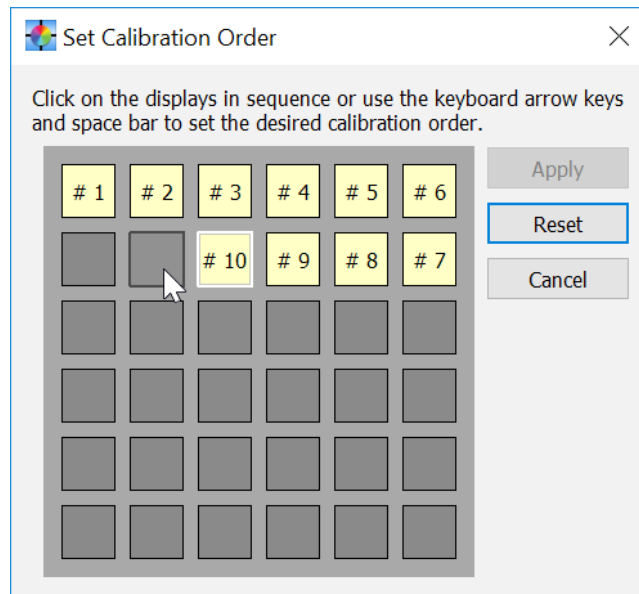 Set Calibration Order
Click on the displays in sequence or use the keyboard arrow keys
and space bar to set the desired calibration order.
# 1 # 2 # 3 # 4 # 5 # 6
# 10 # 9 # 8 # 7
Apply
Reset
Cancel